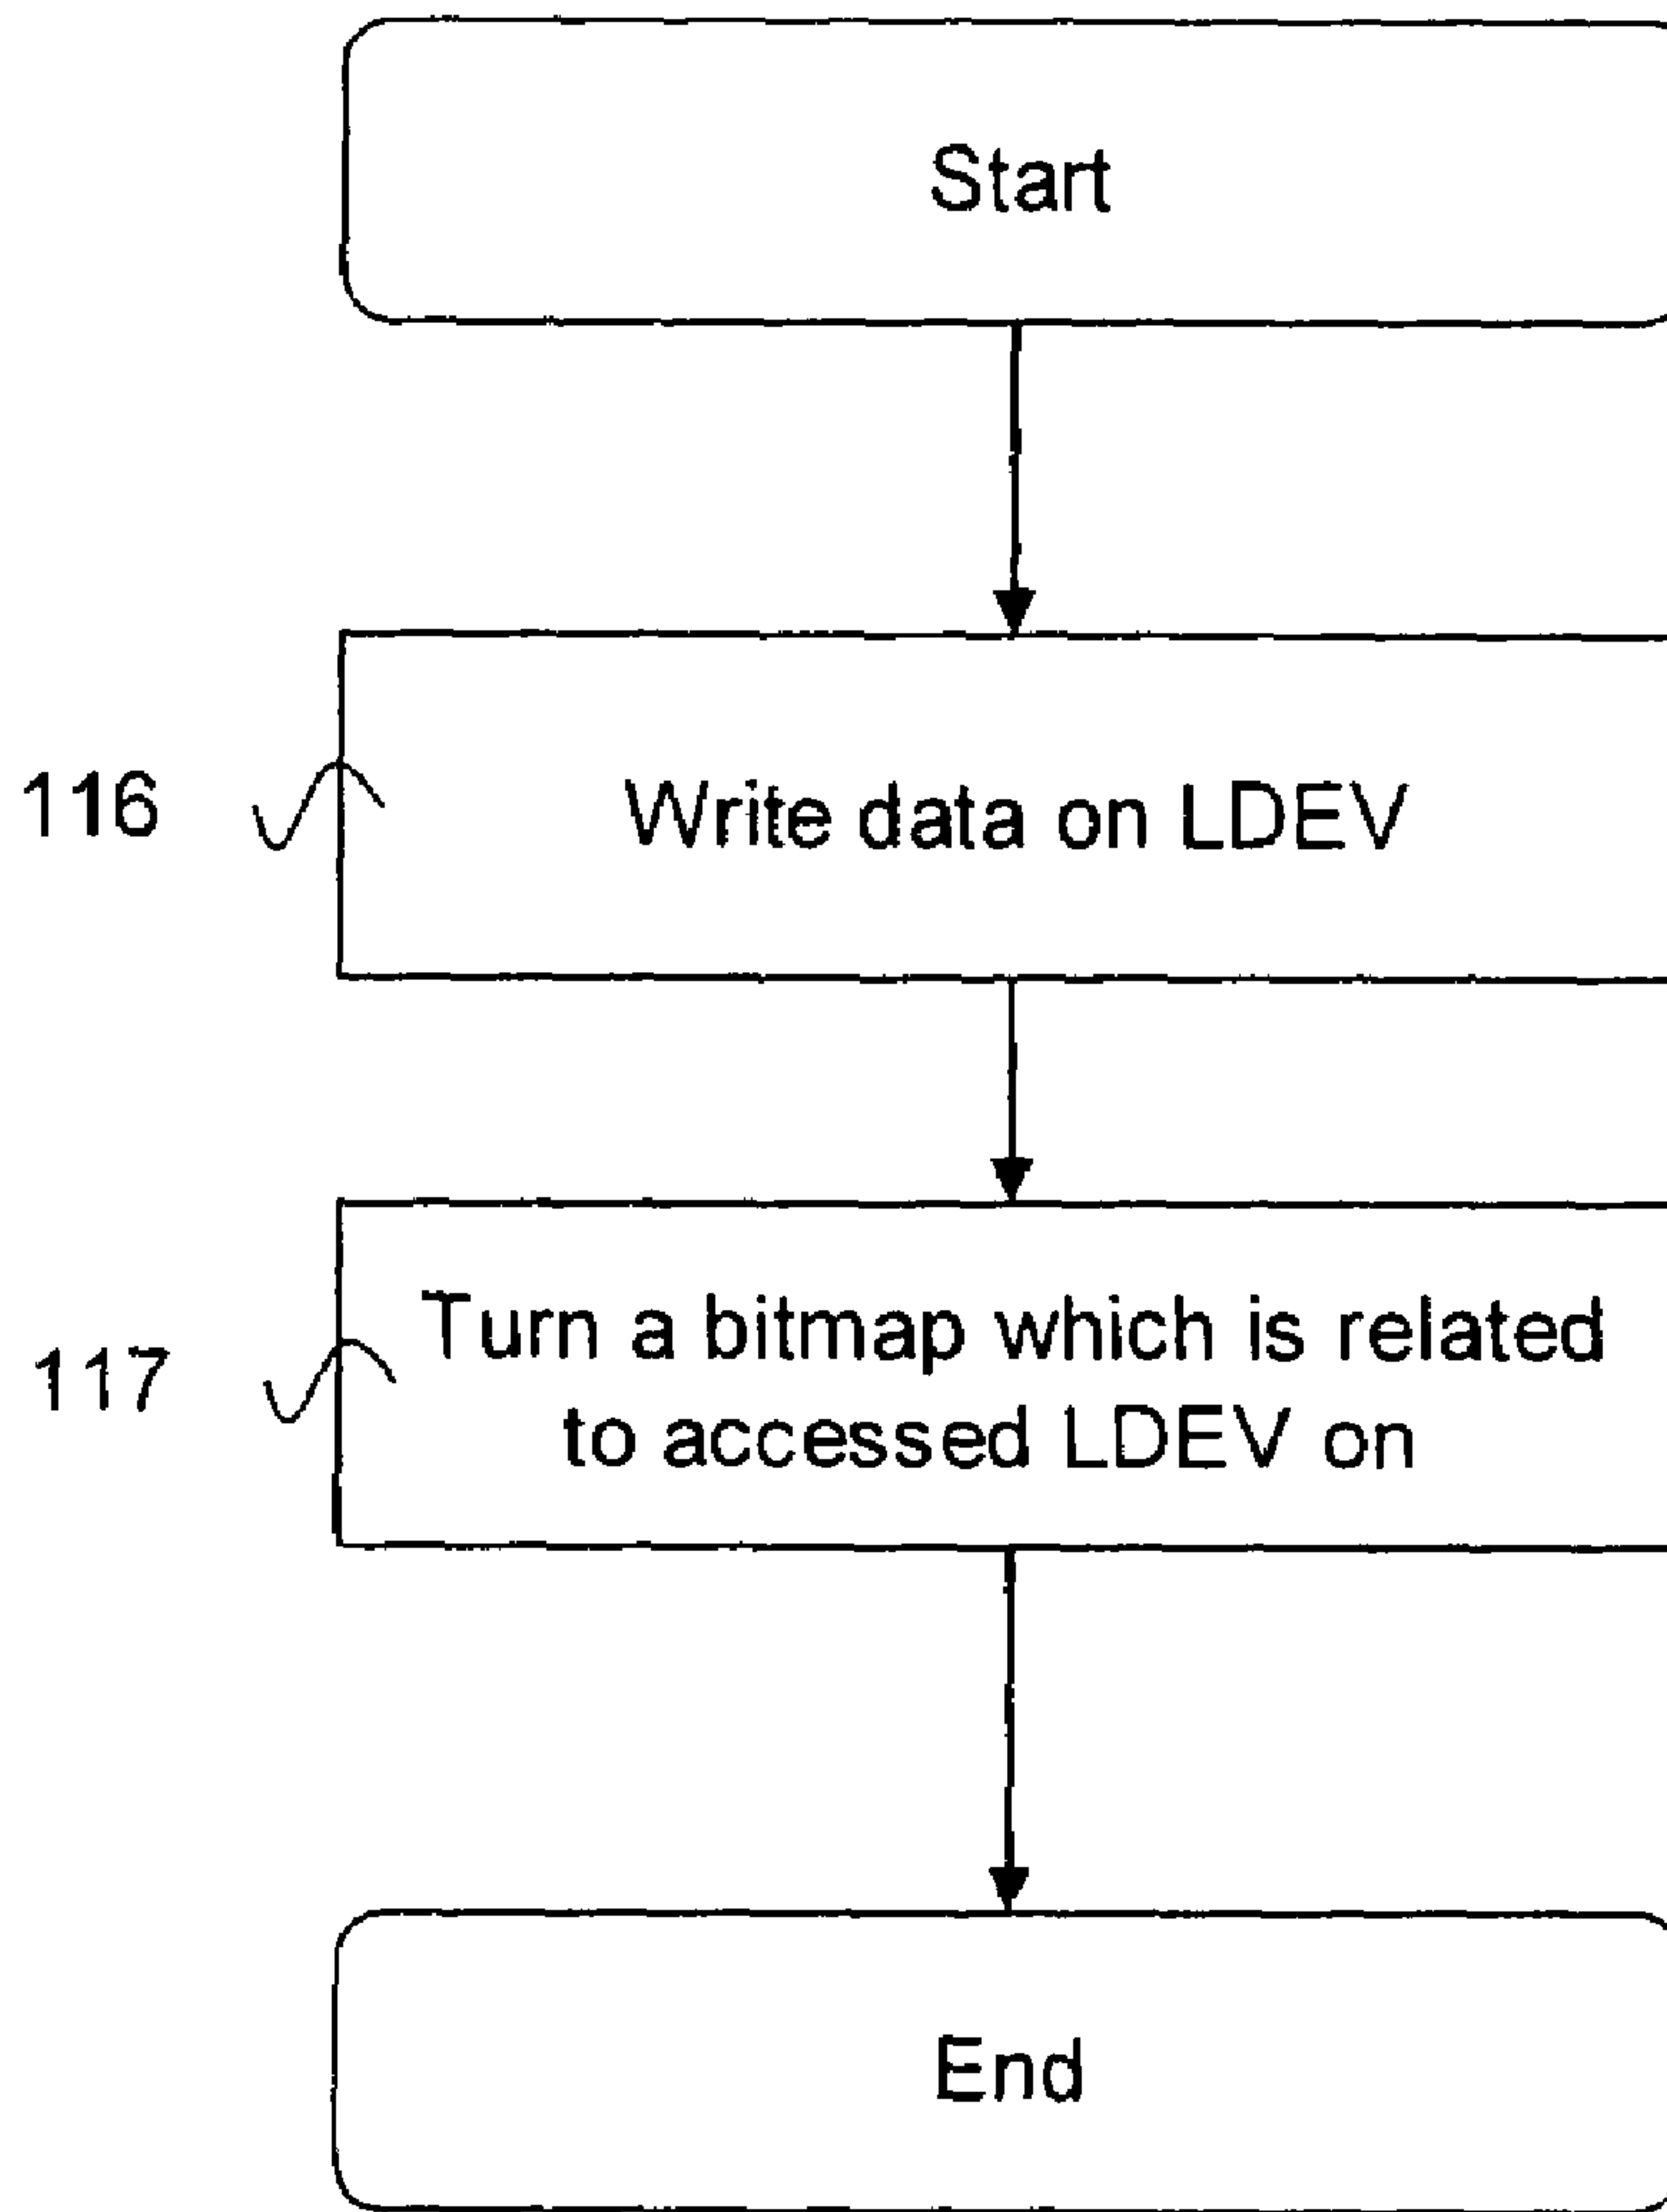 Start
116
Write data on LDEV
117
Turn a bitmap which is related
to accessed LDEV on
End